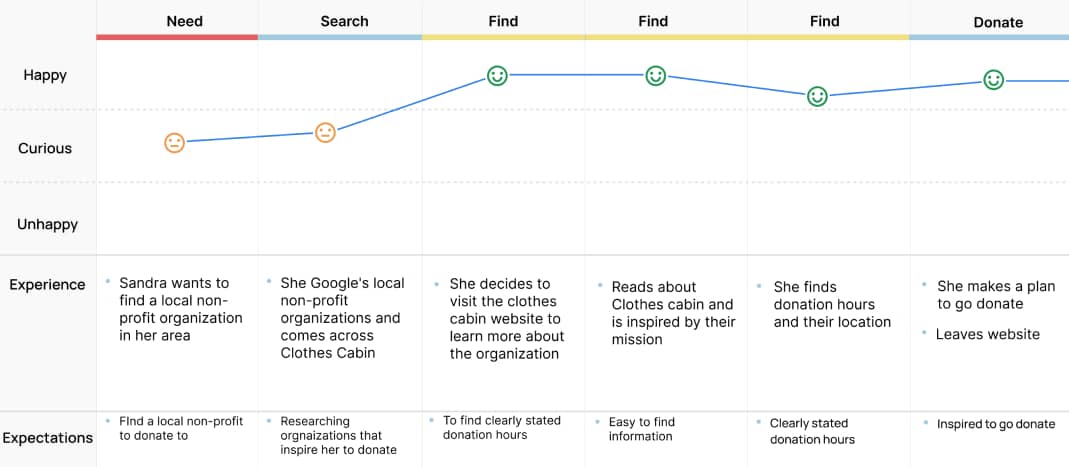 Need Search Find Find Find Donate
Happy
Curious
Unhappy
Experience
Sandra wants to
find a local non-
profit organization
in her area
She Google's local
non-profit
organizations and
comes across
Clothes Cabin
She decides to
visit the clothes
cabin website to
learn more about
the organization
Reads about
Clothes cabin and
is inspired by their
mission
She finds
donation hours
and their location
She makes a plan
to go donate
Leaves website
Expectations
FInd a local non-profit
to donate to
Researching
orgnaizations that
inspire her to donate
To find clearly stated
donation hours
Easy to find
information
Clearly stated
donation hours
Inspired to go donate